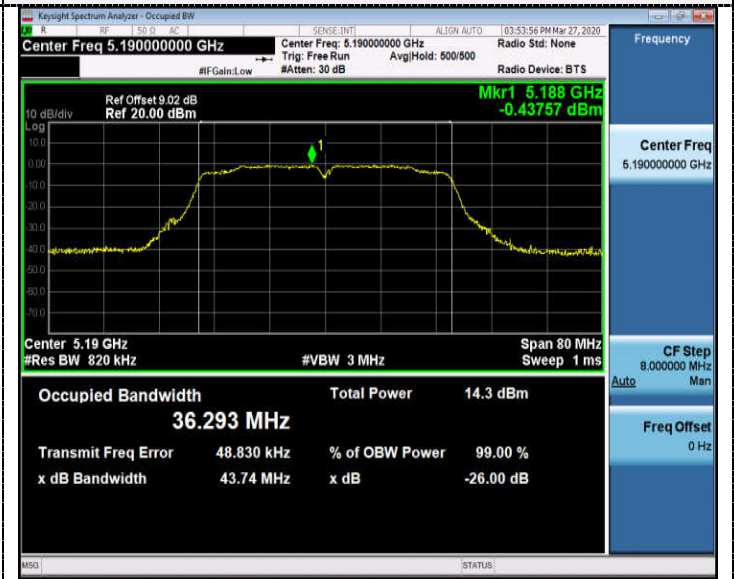 Keysight Spectrum Analyzer - Occupied BW
R RF 50 Ω AC SENSE:INT ALIGN AUTO 03:53:56 PM Mar 27, 2020
Center Freq 5.190000000 GHz
Center Freq: 5.190000000 GHz
Radio Std: None
Trig: Free Run Avg|Hold: 500/500
#IFGain:Low
#Atten: 30 dB
Radio Device: BTS
Frequency
Ref Offset 9.02 dB
10 dB/div Ref 20.00 dBm
Mkr1 5.188 GHz
-0.43757 dBm
Log
10.0
0.00
-10.0
-20.0
-30.0
-40.0
-50.0
-60.0
-70.0
1
Center 5.19 GHz
Span 80 MHz
#Res BW 820 kHz
#VBW 3 MHz
Sweep 1 ms
Center Freq
5.190000000 GHz
CF Step
8.000000 MHz
Auto Man
Freq Offset
0 Hz
Occupied Bandwidth
Total Power 14.3 dBm
36.293 MHz
Transmit Freq Error 48.830 kHz % of OBW Power 99.00 %
x dB Bandwidth 43.74 MHz x dB -26.00 dB
MSG STATUS